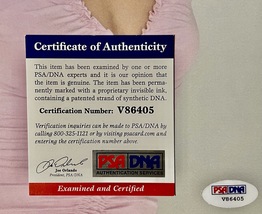 Certificate of Authenticity
This item has been examined by one or more
PSA/DNA experts and it is our opinion that
the item is genuine. The item has been
permanently marked with a proprietary invisible ink,
containing a patented strand of synthetic DNA.
Certification Number: V86405
Verification inquiries can be made to PSA/DNA by
calling 800-325-1121 or by visiting psacard.com and
entering the certification number above.
Joe Orlando
President, PSA/DNA
PSA DNA
AUTHENTICATION SERVICES
Examined and Certified
PSA DNA
V86405